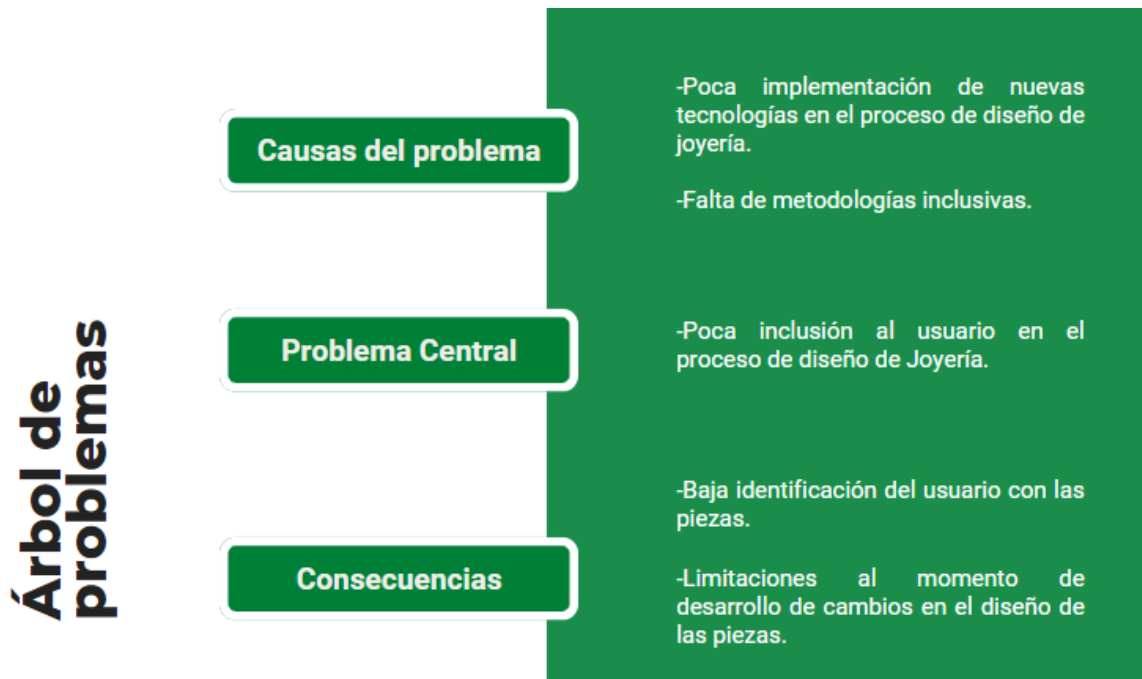 Árbol de
problemas
Causas del problema
-Poca implementación de nuevas
tecnologías en el proceso de diseño de
joyería.
-Falta de metodologías inclusivas.
Problema Central
-Poca inclusión al usuario en el
proceso de diseño de Joyería.
Consecuencias
-Baja identificación del usuario con las
piezas.
-Limitaciones al momento de
desarrollo de cambios en el diseño de
las piezas.